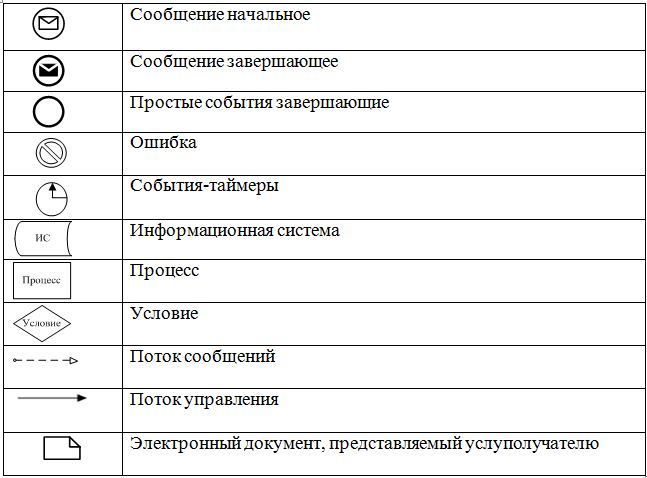 Сообщение начальное
Сообщение завершающее
Простые события завершающие
Ошибка
События-таймеры
ИС
Информационная система
Процесс
Процесс
Условие
Условие
Поток сообщений
Поток управления
Электронный документ, представляемый услуполучателю